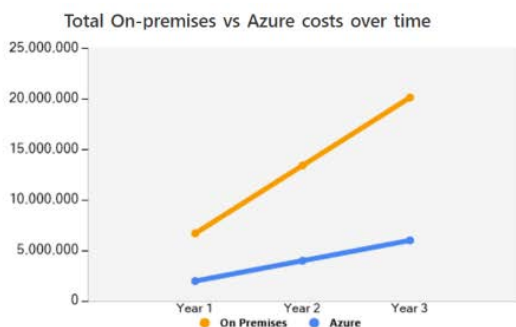 Total On-premises vs Azure costs over time
25.000.000
20.000.000
15.000.000
10.000.000
5.000.000
0
Year 1 Year 2 Year 3
On Premises Azure